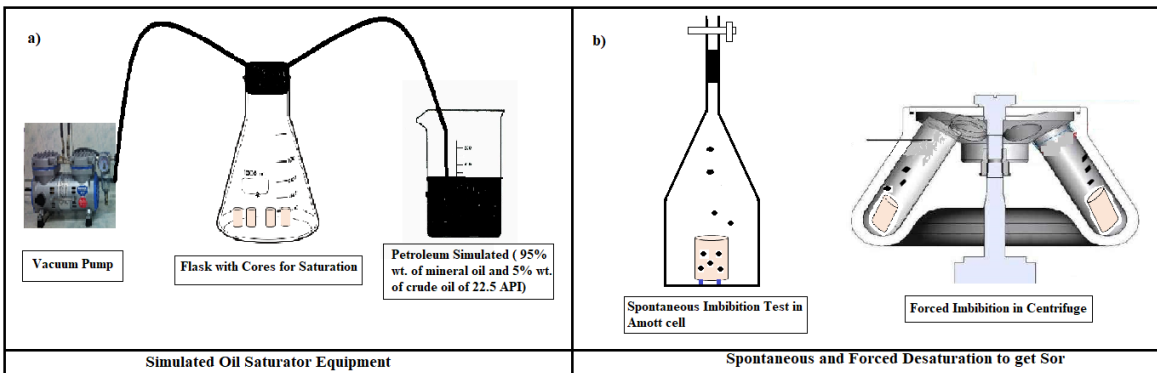 a)
Vacuum Pump
Flask with Cores for Saturation
Petroleum Simulated ( 95%
wt. of mineral oil and 5% wt.
of crude oil of 22.5 API)
Simulated Oil Saturator Equipment
b)
Spontaneous Imbibition Test in
Amott cell
Forced Imbibition in Centrifuge
Spontaneous and Forced Desaturation to get Sor